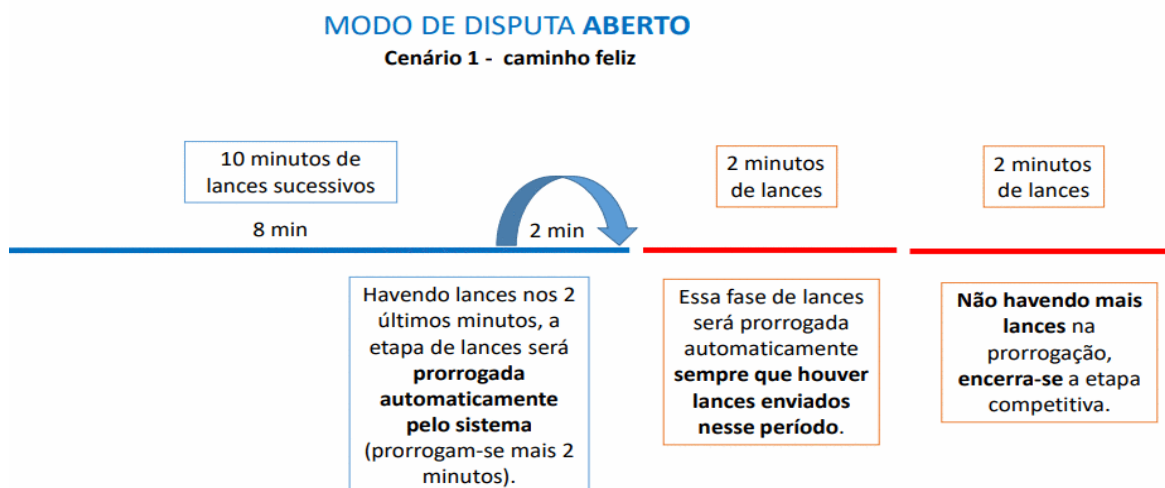 MODO DE DISPUTA ABERTO
Cenário 1 - caminho feliz
10 minutos de
lances sucessivos
8 min
2 min
2 minutos
de lances
2 minutos
de lances
Havendo lances nos 2
últimos minutos, a
etapa de lances será
prorrogada
automaticamente
pelo sistema
(prorrogam-se mais 2
minutos).
Essa fase de lances
será prorrogada
automaticamente
sempre que houver
lances enviados
nesse período.
Não havendo mais
lances na
prorrogação,
encerra-se a etapa
competitiva.